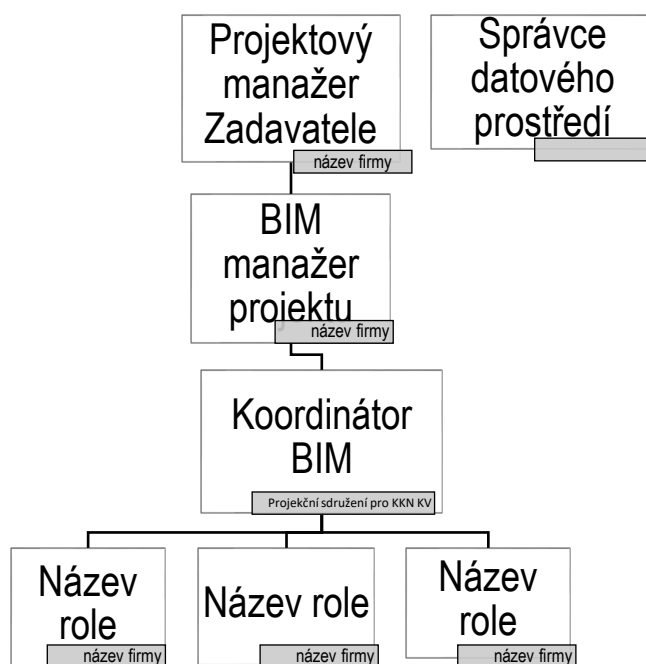 Projektový
manažer
Zadavatele
název firmy
Správce
datového
prostředí
BIM
manažer
projektu
název firmy
Koordinátor
BIM
Projekční sdružení pro KKN KV
Název
role
název firmy
Název role
název firmy
Název
role
název firmy